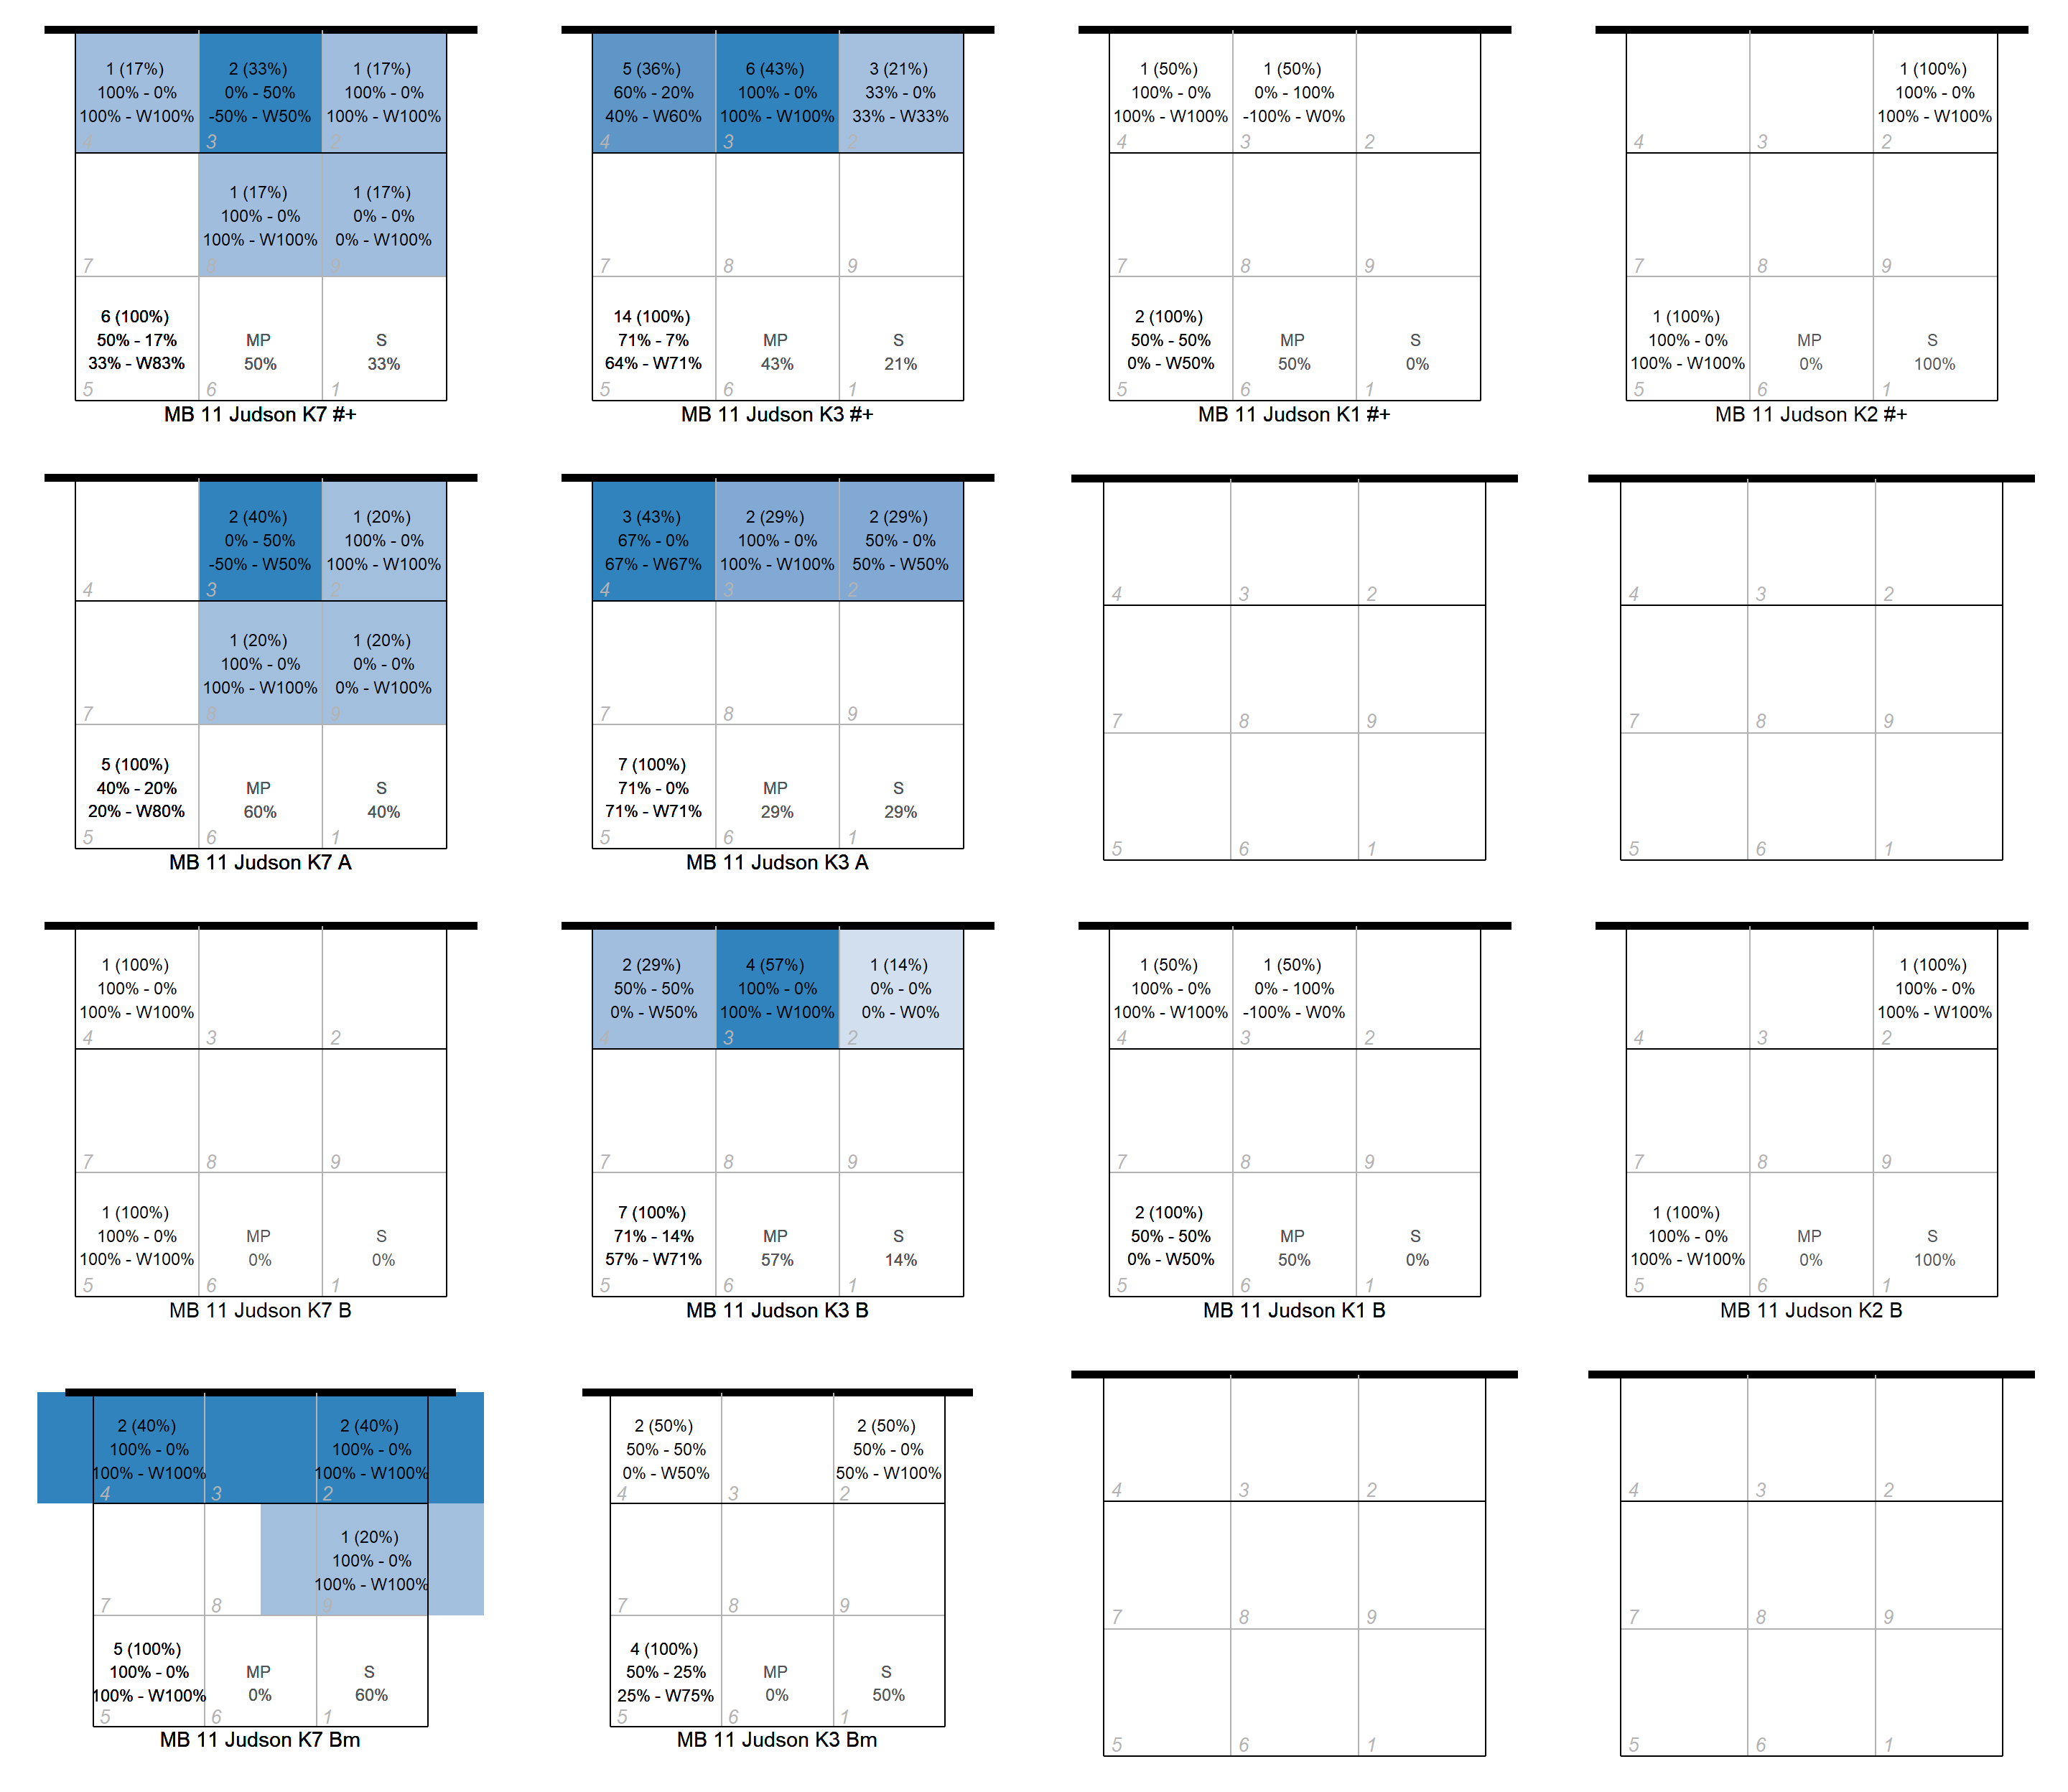 1 (17%)
100% - 0%
100% - W100%
4
2 (33%)
0% - 50%
-50% - W50%
3
1 (17%)
100% - 0%
100% - W100%
2
7
1 (17%)
100% - 0%
100% - W100%
8
1 (17%)
0% - 0%
0% - W100%
9
6 (100%)
50% - 17%
33% - W83%
5
MP
50%
6
S
33%
1
MB 11 Judson K7 #+
5 (36%)
60% - 20%
40% - W60%
4
6 (43%)
100% - 0%
100% - W100%
3
3 (21%)
33% - 0%
33% - W33%
2
7
8
9
14 (100%)
71% - 7%
64% - W71%
5
MP
43%
6
S
21%
1
MB 11 Judson K3 #+
1 (50%)
100% - 0%
100% - W100%
4
1 (50%)
0% - 100%
-100% - W0%
3
2
7
8
9
2 (100%)
50% - 50%
0% - W50%
5
MP
50%
6
S
0%
1
MB 11 Judson K1 #+
4
3
1 (100%)
100% - 0%
100% - W100%
2
7
8
9
1 (100%)
100% - 0%
100% - W100%
5
MP
0%
6
S
100%
1
MB 11 Judson K2 #+
4
2 (40%)
0% - 50%
-50% - W50%
3
1 (20%)
100% - 0%
100% - W100%
2
7
1 (20%)
100% - 0%
100% - W100%
8
1 (20%)
0% - 0%
0% - W100%
9
5 (100%)
40% - 20%
20% - W80%
5
MP
60%
6
S
40%
1
MB 11 Judson K7 A
3 (43%)
67% - 0%
67% - W67%
4
2 (29%)
100% - 0%
100% - W100%
3
2 (29%)
50% - 0%
50% - W50%
2
7
8
9
7 (100%)
71% - 0%
71% - W71%
5
MP
29%
6
S
29%
1
MB 11 Judson K3 A
4
3
2
7
8
9
5
6
1
4
3
2
7
8
9
5
6
1
1 (100%)
100% - 0%
100% - W100%
4
3
2
7
8
9
1 (100%)
100% - 0%
100% - W100%
5
MP
0%
6
S
0%
1
MB 11 Judson K7 B
2 (29%)
50% - 50%
0% - W50%
4
4 (57%)
100% - 0%
100% - W100%
3
1 (14%)
0% - 0%
0% - W0%
2
7
8
9
7 (100%)
71% - 14%
57% - W71%
5
MP
57%
6
S
14%
1
MB 11 Judson K3 B
1 (50%)
100% - 0%
100% - W100%
4
1 (50%)
0% - 100%
-100% - W0%
3
2
7
8
9
2 (100%)
50% - 50%
0% - W50%
5
MP
50%
6
S
0%
1
MB 11 Judson K1 B
4
3
1 (100%)
100% - 0%
100% - W100%
2
7
8
9
1 (100%)
100% - 0%
100% - W100%
5
MP
0%
6
S
100%
1
MB 11 Judson K2 B
2 (40%)
100% - 0%
100% - W100%
4
3
2 (40%)
100% - 0%
100% - W100%
2
7
8
1 (20%)
100% - 0%
100% - W100%
9
5 (100%)
100% - 0%
100% - W100%
5
MP
0%
6
S
60%
1
MB 11 Judson K7 Bm
2 (50%)
50% - 50%
0% - W50%
4
3
2 (50%)
50% - 0%
50% - W100%
2
7
8
9
4 (100%)
50% - 25%
25% - W75%
5
MP
0%
6
S
50%
1
MB 11 Judson K3 Bm
4
3
2
7
8
9
5
6
1
4
3
2
7
8
9
5
6
1